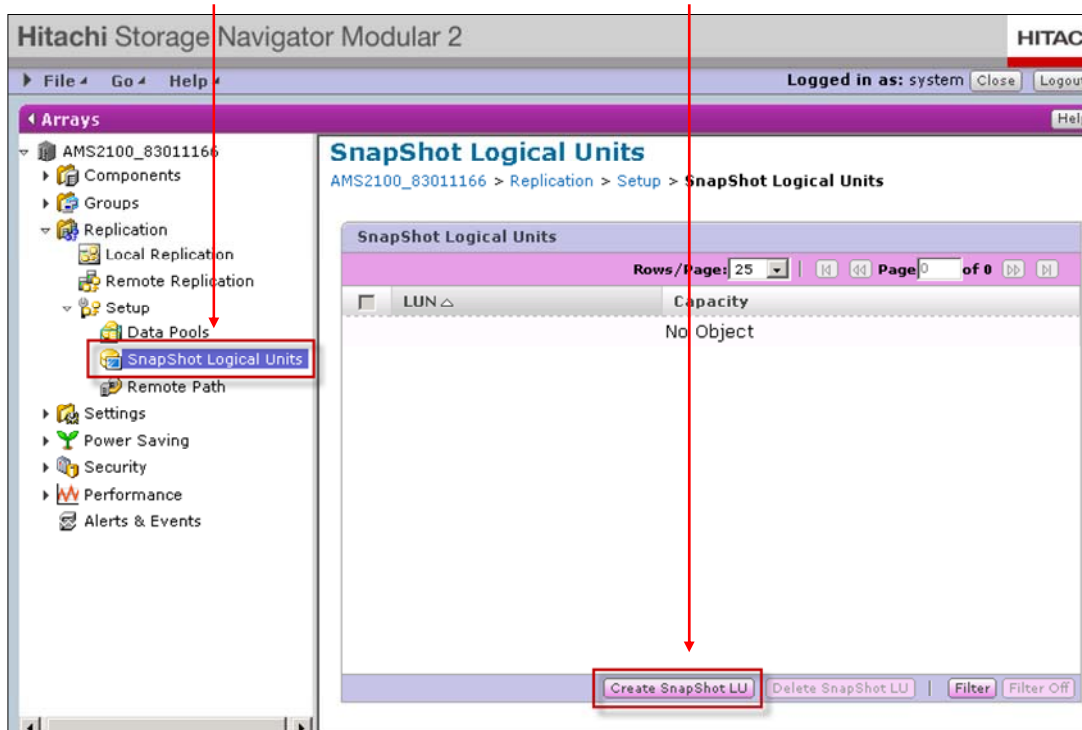 Hitachi Storage Navigator Modular 2
HITAC
File Go Help
Logged in as: system Close Logout
Arrays
Help
AMS2100_83011166
Components
Groups
Replication
Local Replication
Remote Replication
Setup
Data Pools
SnapShot Logical Units
Remote Path
Settings
Power Saving
Security
Performance
Alerts & Events
SnapShot Logical Units
AMS2100_83011166 > Replication > Setup > SnapShot Logical Units
SnapShot Logical Units
Rows/Page: 25 | Page 0 of 0
LUN Capacity
No Object
Create SnapShot LU Delete SnapShot LU | Filter Filter Off